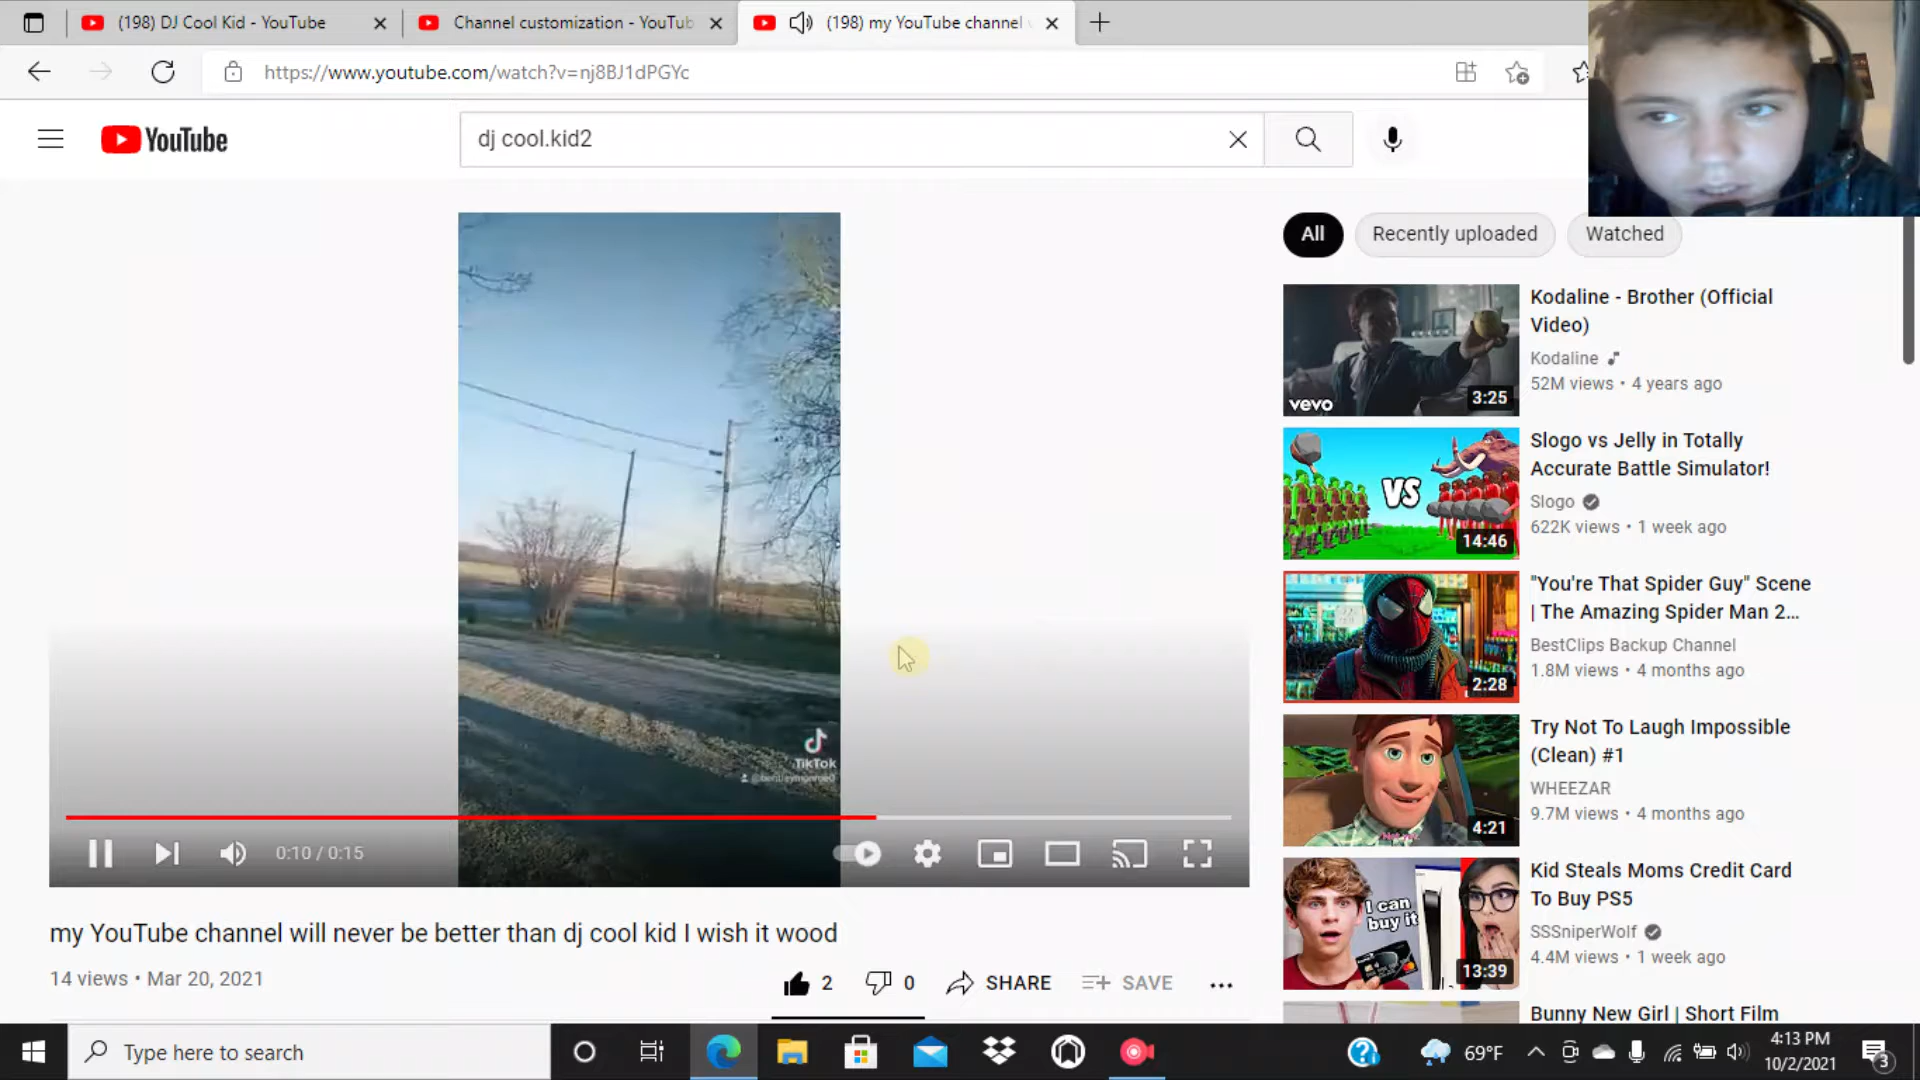 (198) DJ Cool Kid - YouTube
Channel customization - YouTub
(198) my YouTube channel
https://www.youtube.com/watch?v=nj8BJ1dPGYc
YouTube
dj cool.kid2
All
Recently uploaded
Watched
vevo
3:25
Kodaline - Brother (Official
Video)
Kodaline
52M views • 4 years ago
VS
14:46
Slogo vs Jelly in Totally
Accurate Battle Simulator!
Slogo
622K views • 1 week ago
2:28
"You're That Spider Guy" Scene
| The Amazing Spider Man 2...
BestClips Backup Channel
1.8M views • 4 months ago
4:21
Try Not To Laugh Impossible
(Clean) #1
WHEEZAR
9.7M views • 4 months ago
I can
buy it
13:39
Kid Steals Moms Credit Card
To Buy PS5
SSSniperWolf
4.4M views • 1 week ago
Bunny New Girl | Short Film
TikTok
0:10 / 0:15
my YouTube channel will never be better than dj cool kid I wish it wood
14 views • Mar 20, 2021
2
0
SHARE
SAVE
Type here to search
69°F
4:13 PM
10/2/2021
3